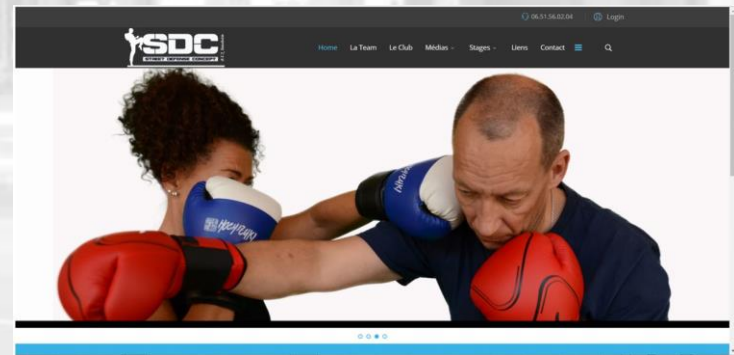 06.51.56.02.04 Login
SDC
STREET DEFENSE CONCEPT
Home La Team Le Club Médias Stages Liens Contact